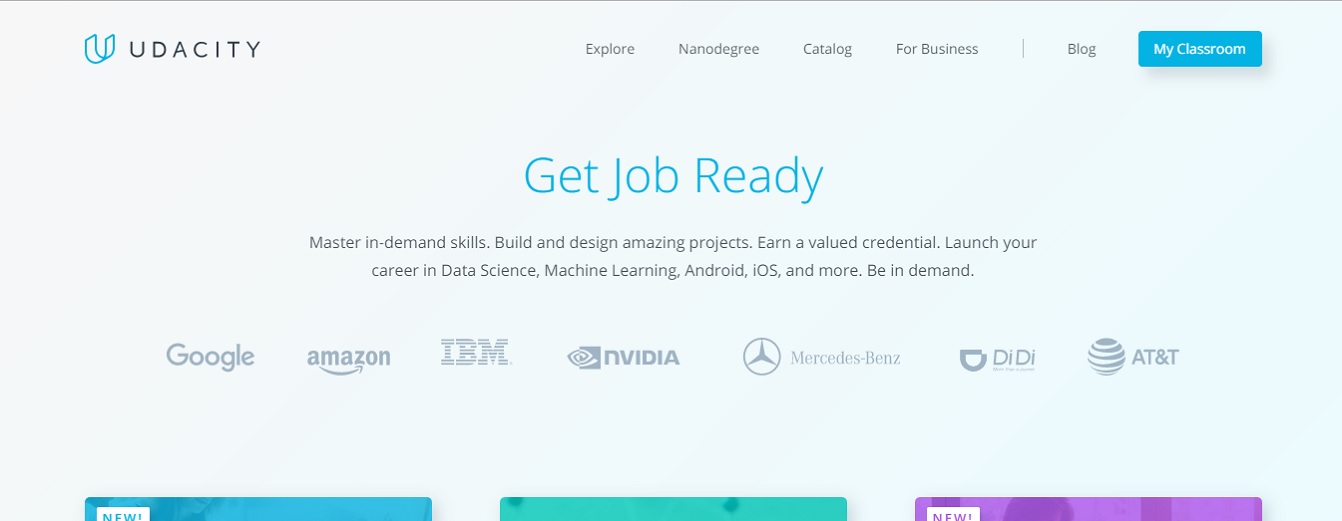 UDACITY
Explore Nanodegree Catalog For Business Blog My Classroom
Get Job Ready
Master in-demand skills. Build and design amazing projects. Earn a valued credential. Launch your
career in Data Science, Machine Learning, Android, iOS, and more. Be in demand.
Google amazon IBM NVIDIA Mercedes-Benz DiDi AT&T
NEW! NEW!